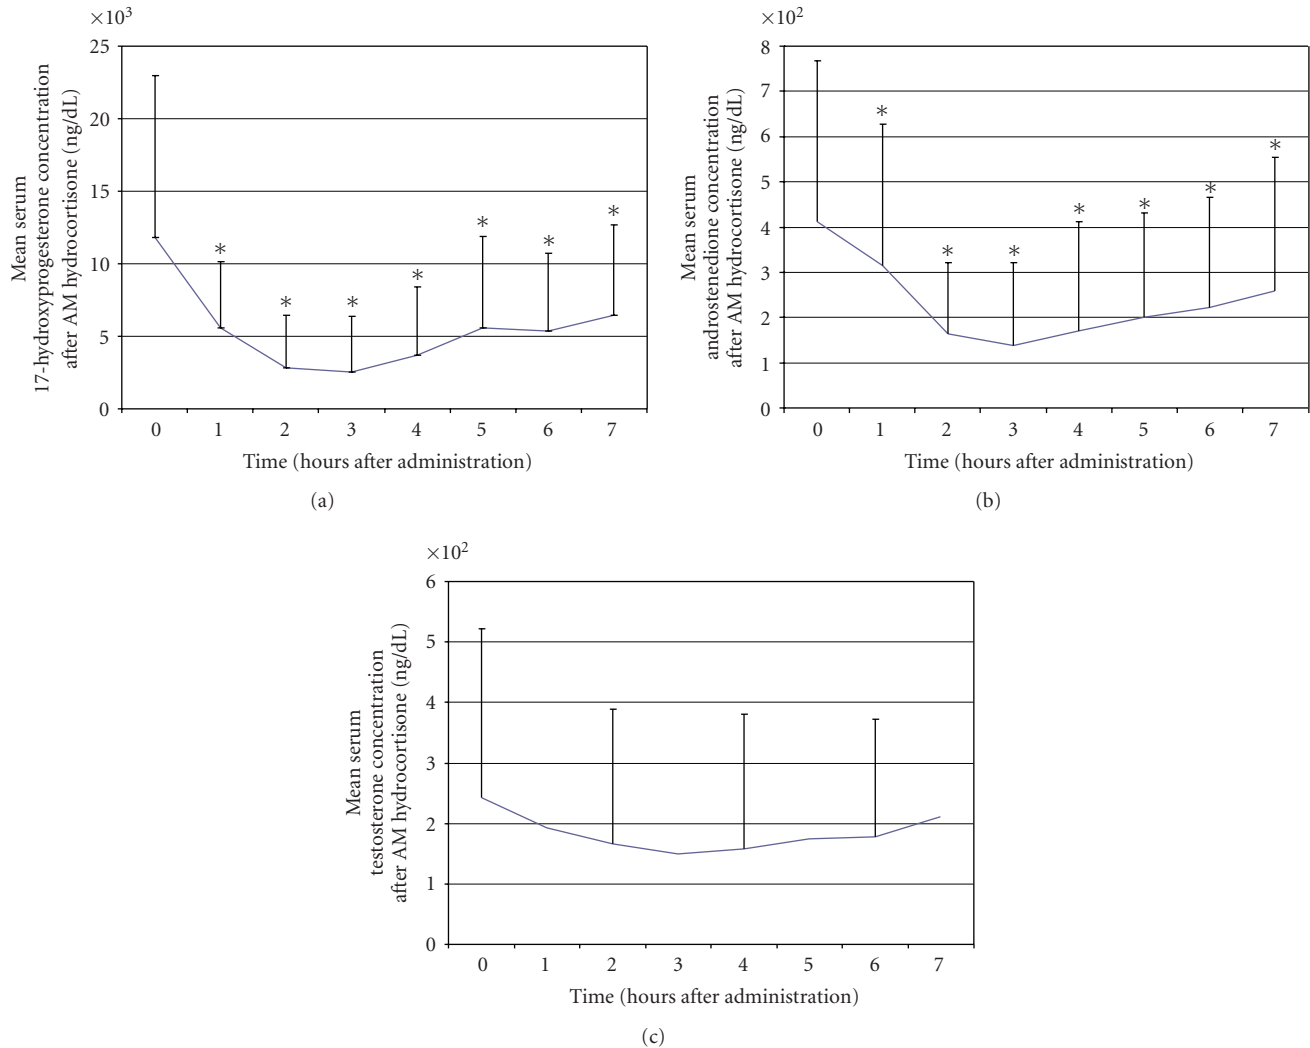 ×10³
25
20
15
10
5
0
Mean serum
17-hydroxyprogesterone concentration
after AM hydrocortisone (ng/dL)
* * * * * * *
0 1 2 3 4 5 6 7
Time (hours after administration)
(a)
×10²
8
7
6
5
4
3
2
1
0
Mean serum
androstenedione concentration
after AM hydrocortisone (ng/dL)
* * * * * * *
0 1 2 3 4 5 6 7
Time (hours after administration)
(b)
×10²
6
5
4
3
2
1
0
Mean serum
testosterone concentration
after AM hydrocortisone (ng/dL)
0 1 2 3 4 5 6 7
Time (hours after administration)
(c)